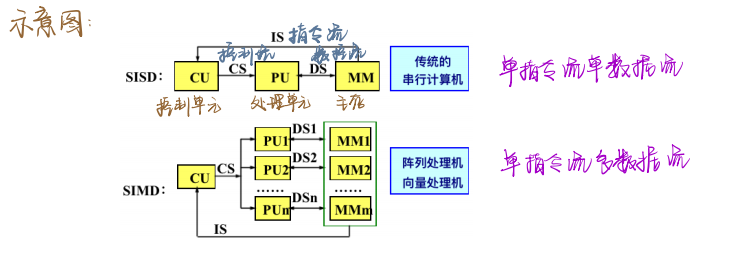 示意图:
IS 指令流
控制流 数据流
SISD: CU CS PU DS MM 传统的 串行计算机 单指令流单数据流
控制单元 处理单元 主存
SIMD: CU CS PU1 DS1 MM1 阵列处理机 向量处理机 单指令流多数据流
PU2 DS2 MM2
…… ……
PUn DSn MMm
IS